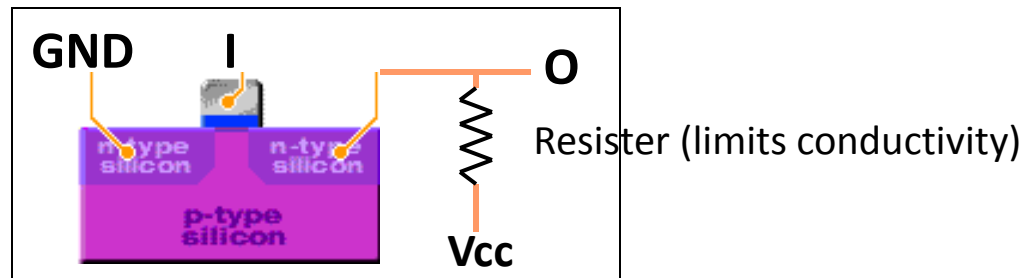 GND I
O
n-type silicon
n-type silicon
Resister (limits conductivity)
p-type silicon
Vcc